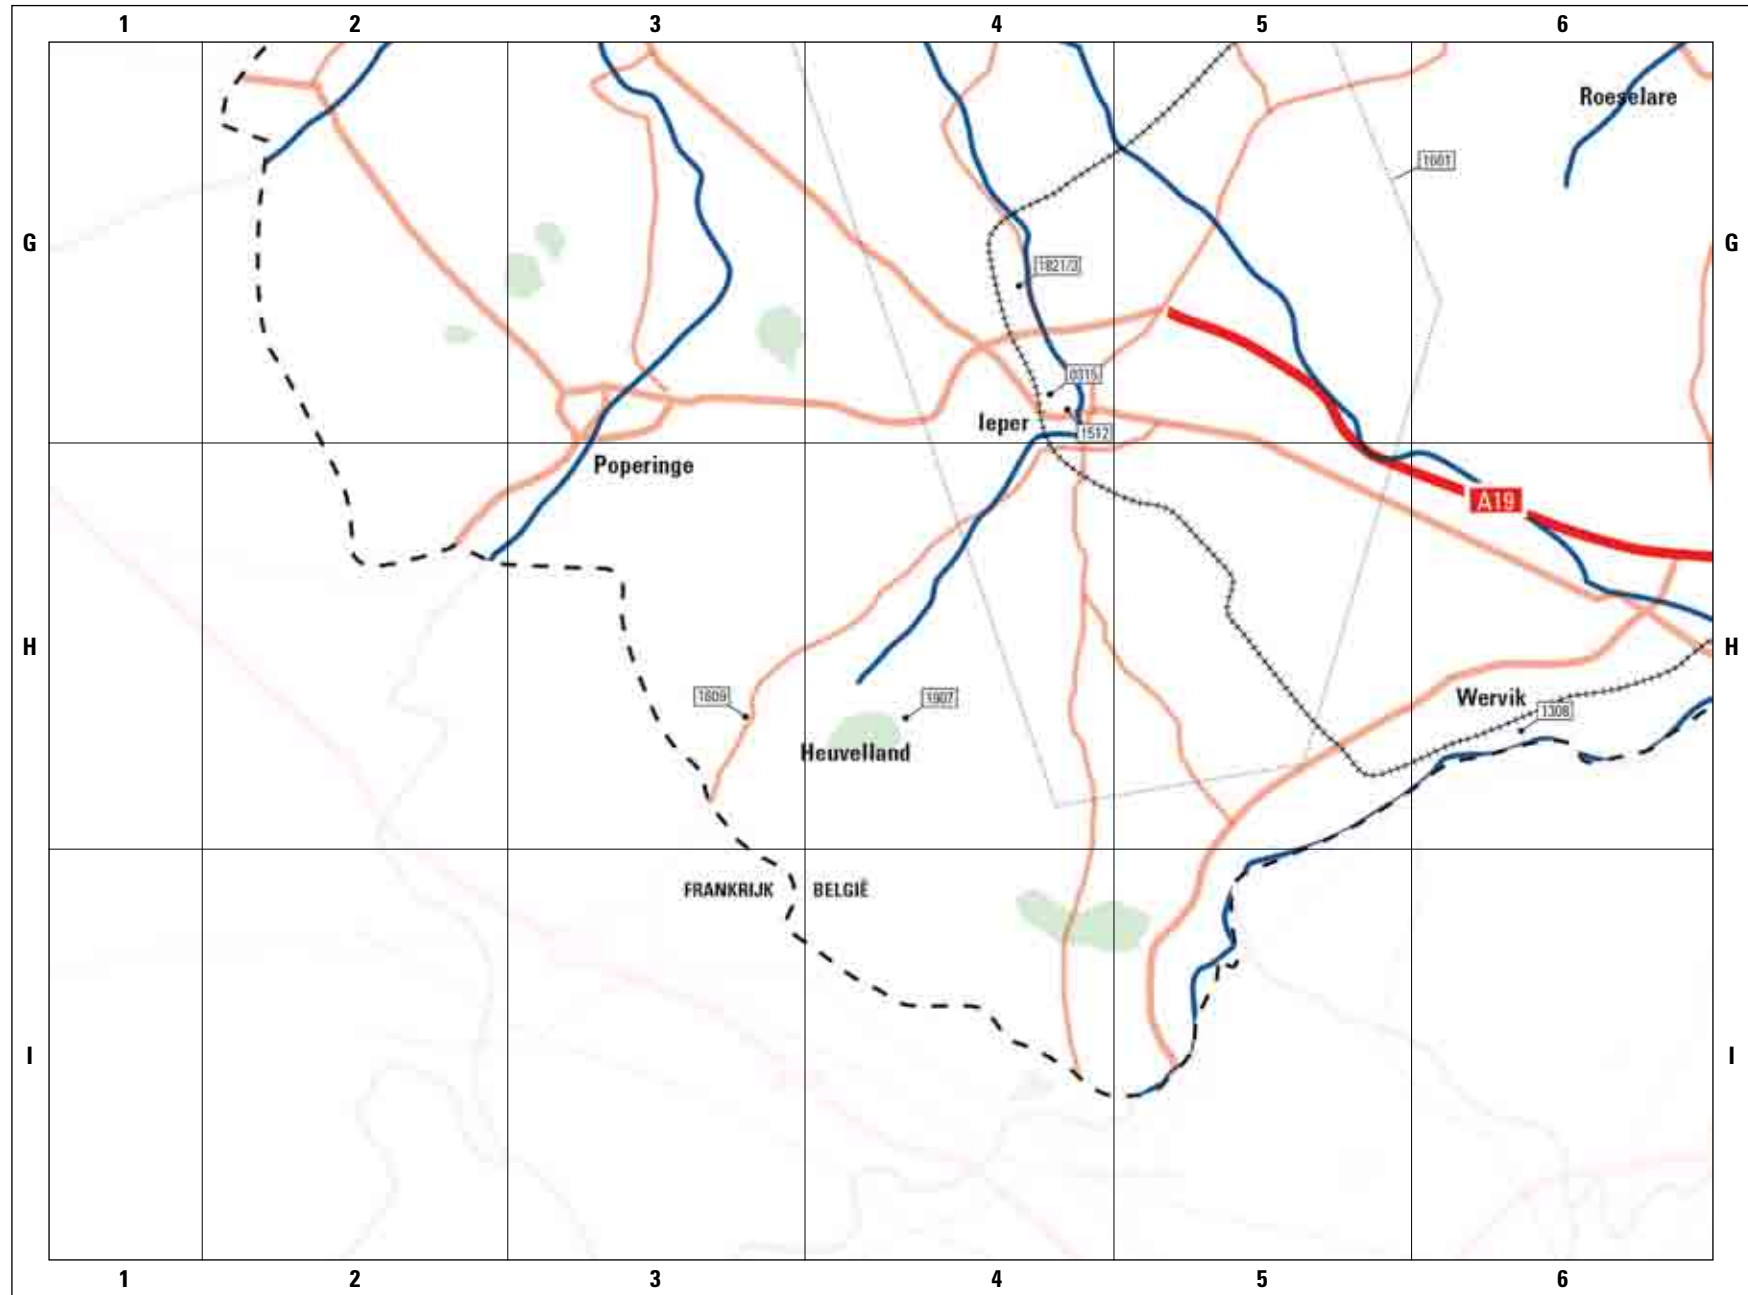 1 2 3 4 5 6
Roeselare
1601
G G
1821/3
0315
Ieper
1512
Poperinge
A19
H H
1609
1907
Wervik
1308
Heuvelland
FRANKRIJK BELGIË
I I
1 2 3 4 5 6